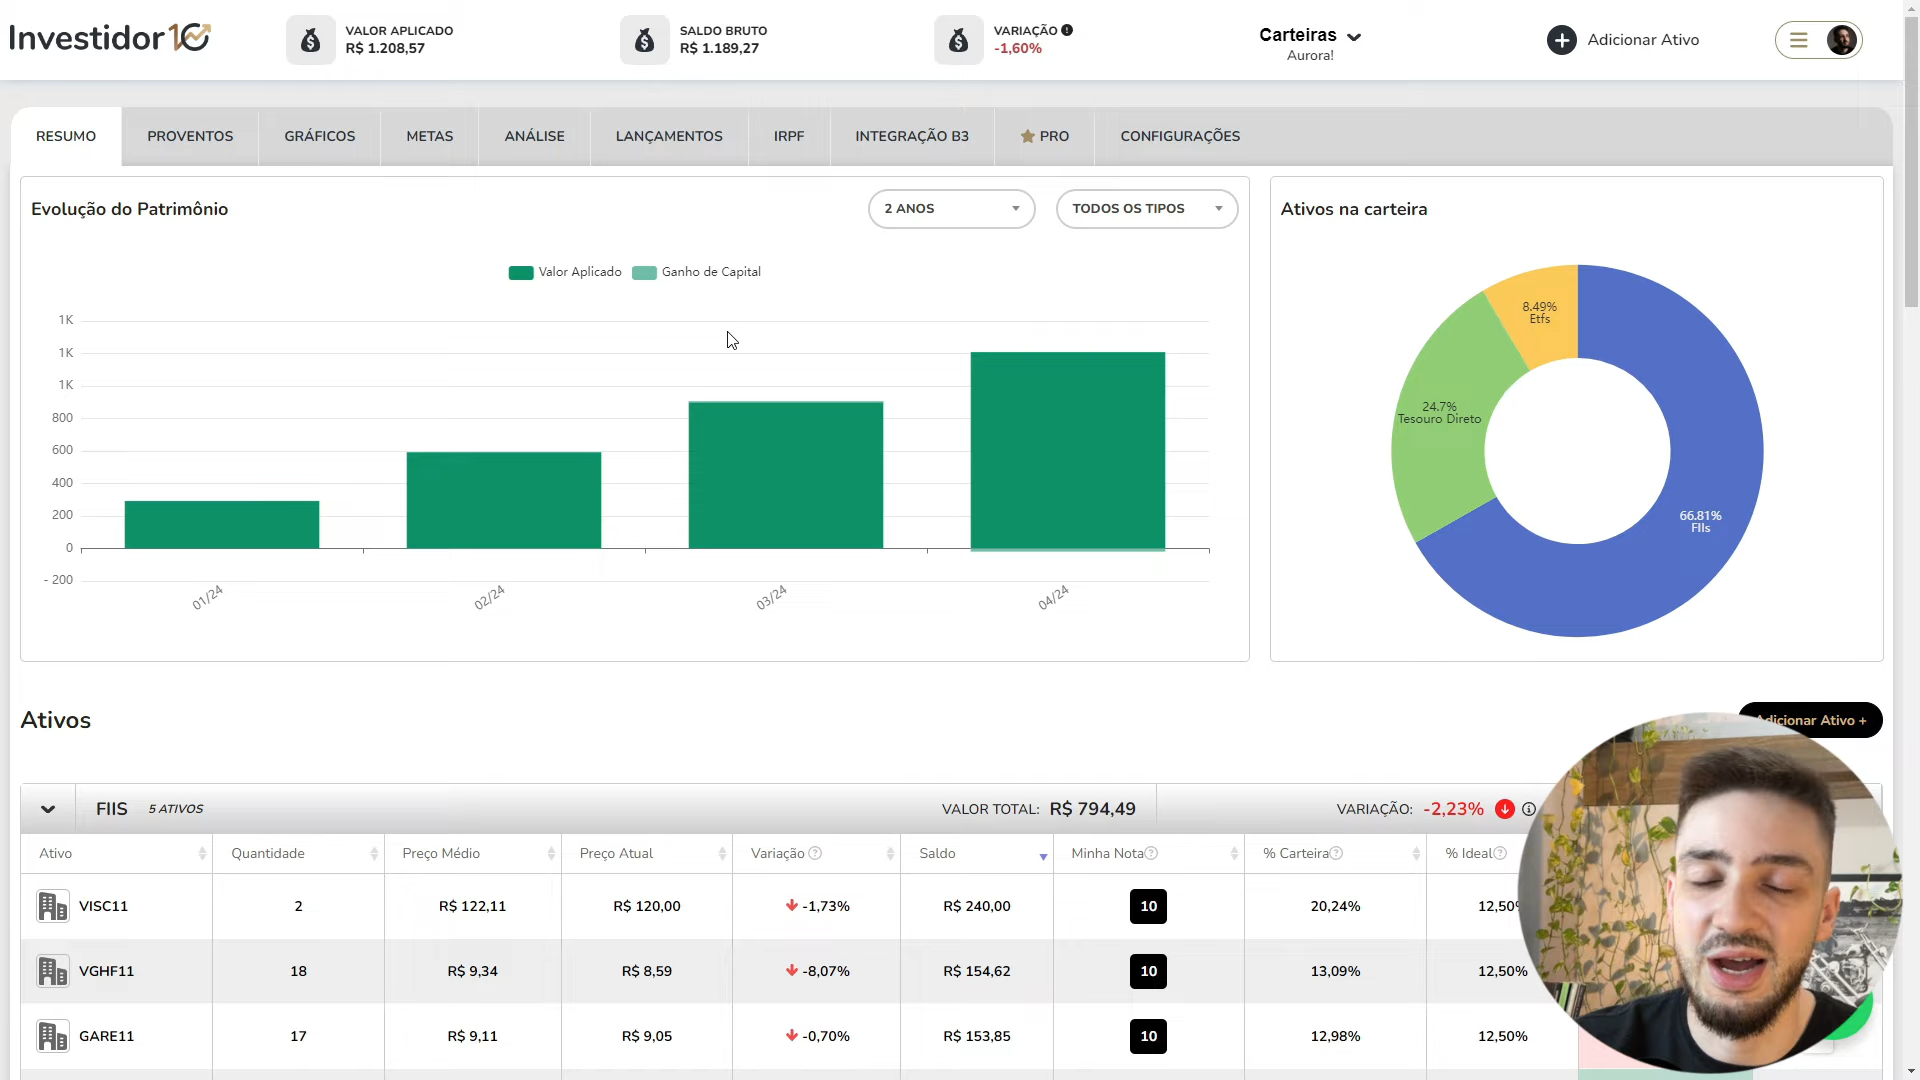 Investidor10
VALOR APLICADO
R$ 1.208,57
SALDO BRUTO
R$ 1.189,27
VARIAÇÃO
-1,60%
Carteiras
Aurora!
Adicionar Ativo
RESUMO
PROVENTOS
GRÁFICOS
METAS
ANÁLISE
LANÇAMENTOS
IRPF
INTEGRAÇÃO B3
PRO
CONFIGURAÇÕES
Evolução do Patrimônio
2 ANOS
TODOS OS TIPOS
Valor Aplicado
Ganho de Capital
1K
1K
1K
800
600
400
200
0
- 200
01/24
02/24
03/24
04/24
Ativos na carteira
8.49%
Etfs
24.7%
Tesouro Direto
66.81%
FIIs
Ativos
Adicionar Ativo +
FIIS 5 ATIVOS VALOR TOTAL: R$ 794,49 VARIAÇÃO: -2,23%
Ativo Quantidade Preço Médio Preço Atual Variação Saldo Minha Nota % Carteira % Ideal
VISC11 2 R$ 122,11 R$ 120,00 -1,73% R$ 240,00 10 20,24% 12,50%
VGHF11 18 R$ 9,34 R$ 8,59 -8,07% R$ 154,62 10 13,09% 12,50%
GARE11 17 R$ 9,11 R$ 9,05 -0,70% R$ 153,85 10 12,98% 12,50%